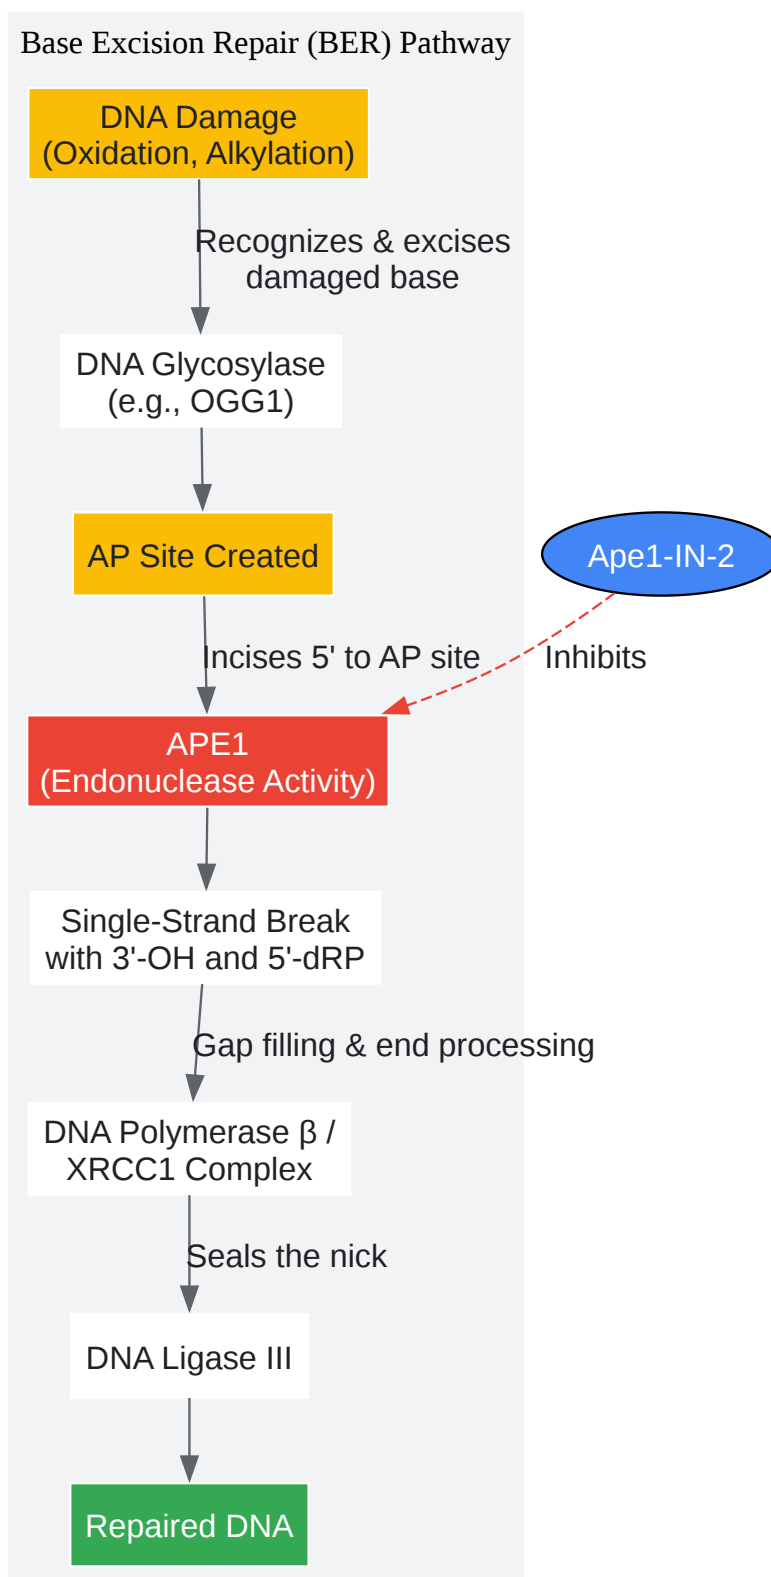 Base Excision Repair (BER) Pathway
DNA Damage
(Oxidation, Alkylation)
Recognizes & excises
damaged base
DNA Glycosylase
(e.g., OGG1)
AP Site Created
Ape1-IN-2
Incises 5' to AP site
Inhibits
APE1
(Endonuclease Activity)
Single-Strand Break
with 3'-OH and 5'-dRP
Gap filling & end processing
DNA Polymerase β /
XRCC1 Complex
Seals the nick
DNA Ligase III
Repaired DNA